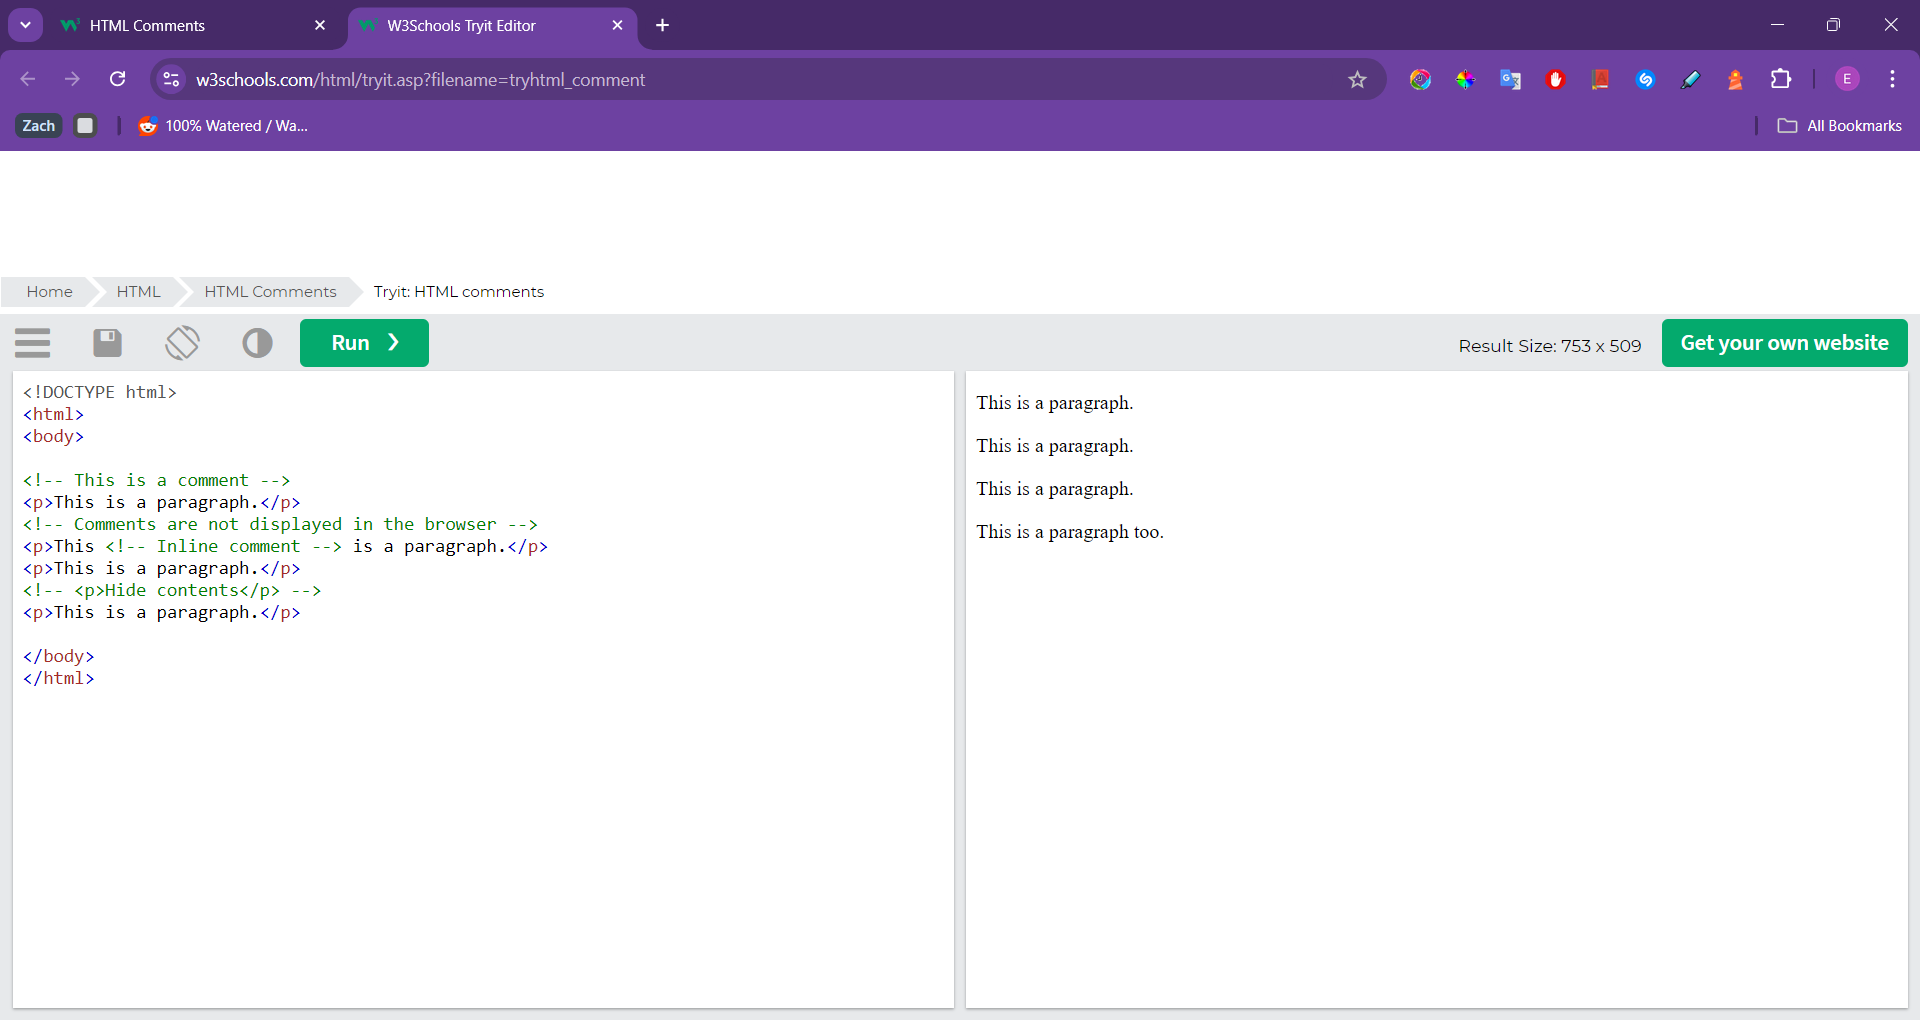 HTML Comments
W3Schools Tryit Editor
w3schools.com/html/tryit.asp?filename=tryhtml_comment
E
Zach
100% Watered / Wa...
All Bookmarks
Home
HTML
HTML Comments
Tryit: HTML comments
Run ❯
Result Size: 753 x 509
Get your own website
<!DOCTYPE html>
<html>
<body>
<!-- This is a comment -->
<p>This is a paragraph.</p>
<!-- Comments are not displayed in the browser -->
<p>This <!-- Inline comment --> is a paragraph.</p>
<p>This is a paragraph.</p>
<!-- <p>Hide contents</p> -->
<p>This is a paragraph.</p>
</body>
</html>
This is a paragraph.
This is a paragraph.
This is a paragraph.
This is a paragraph too.